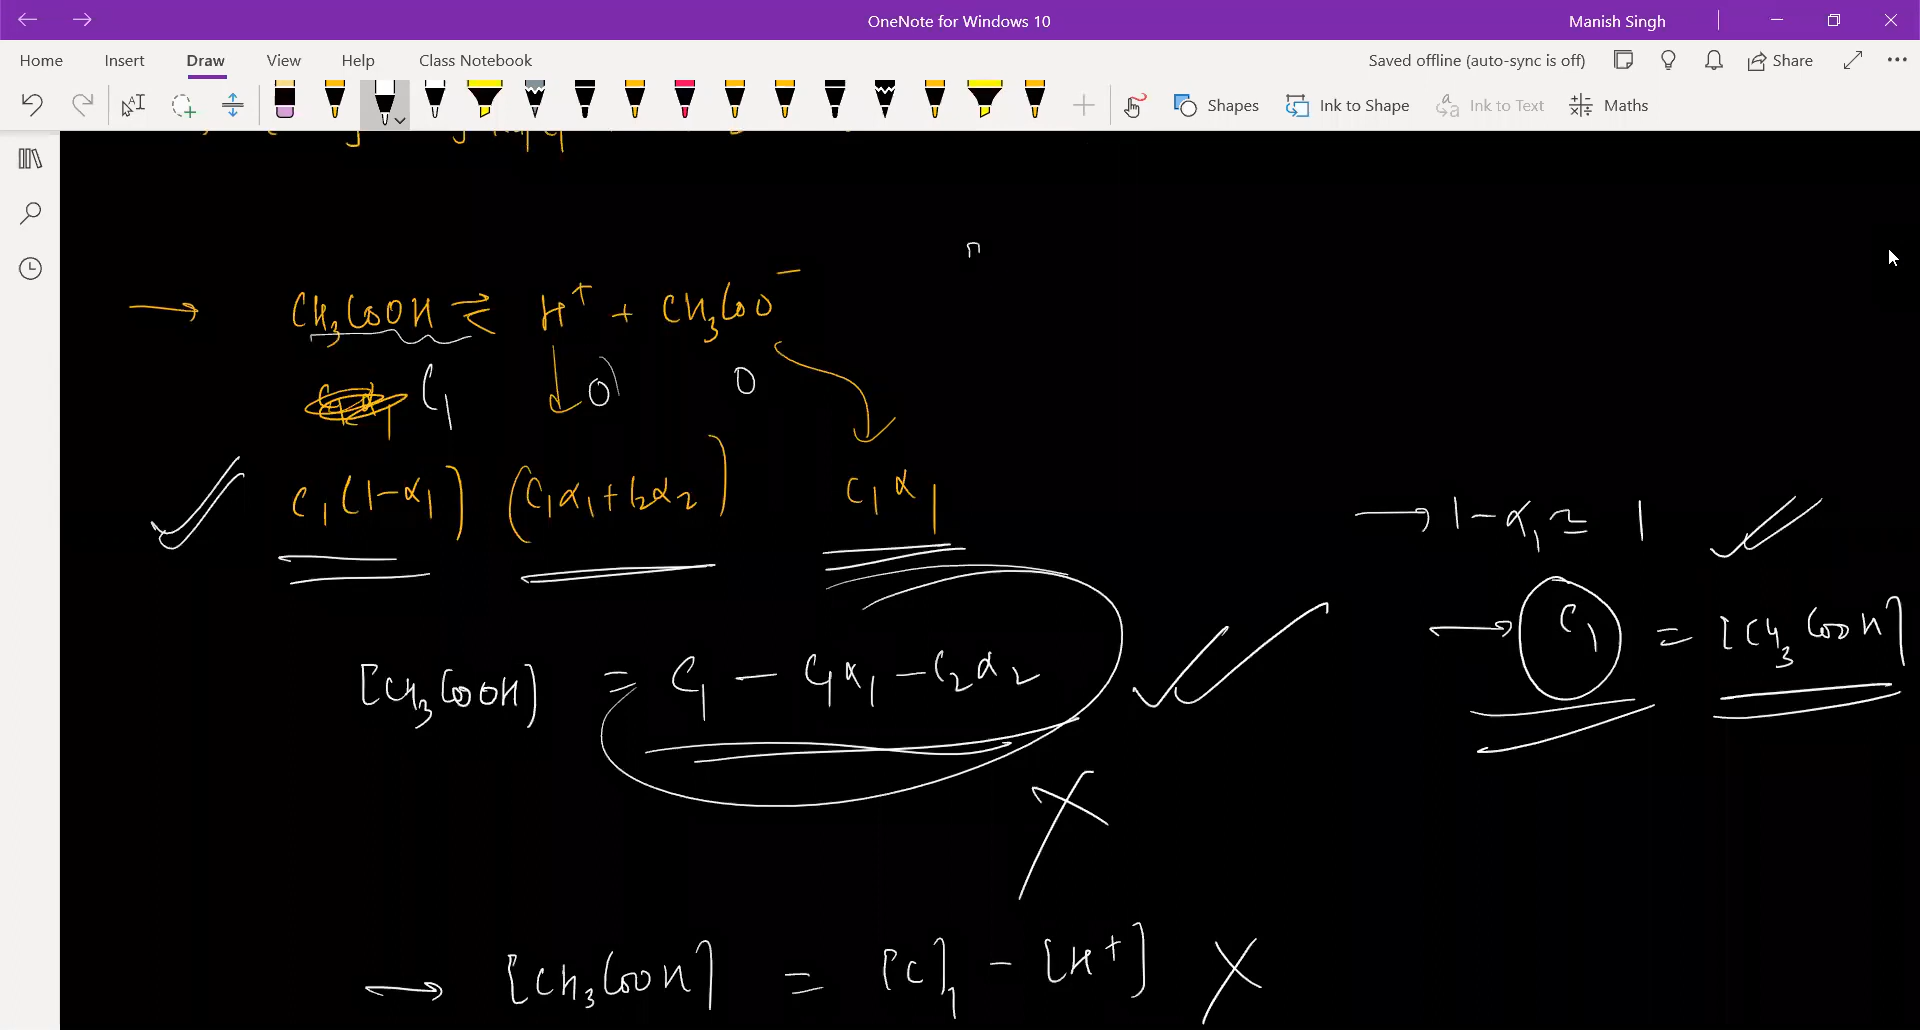 OneNote for Windows 10
Manish Singh
Home Insert Draw View Help Class Notebook
Saved offline (auto-sync is off)
Share
Shapes
Ink to Shape
Ink to Text
Maths
→ CH₃COOH ⇌ H⁺ + CH₃COO⁻
C₁ 0 0
C₁(1-α₁) (C₁α₁+C₂α₂) C₁α₁
→ 1-α₁ ≃ 1
→ C₁ = [CH₃COOH]
[CH₃COOH] = C₁ - C₁α₁ - C₂α₂
→ [CH₃COOH] = [C]₁ - [H⁺]